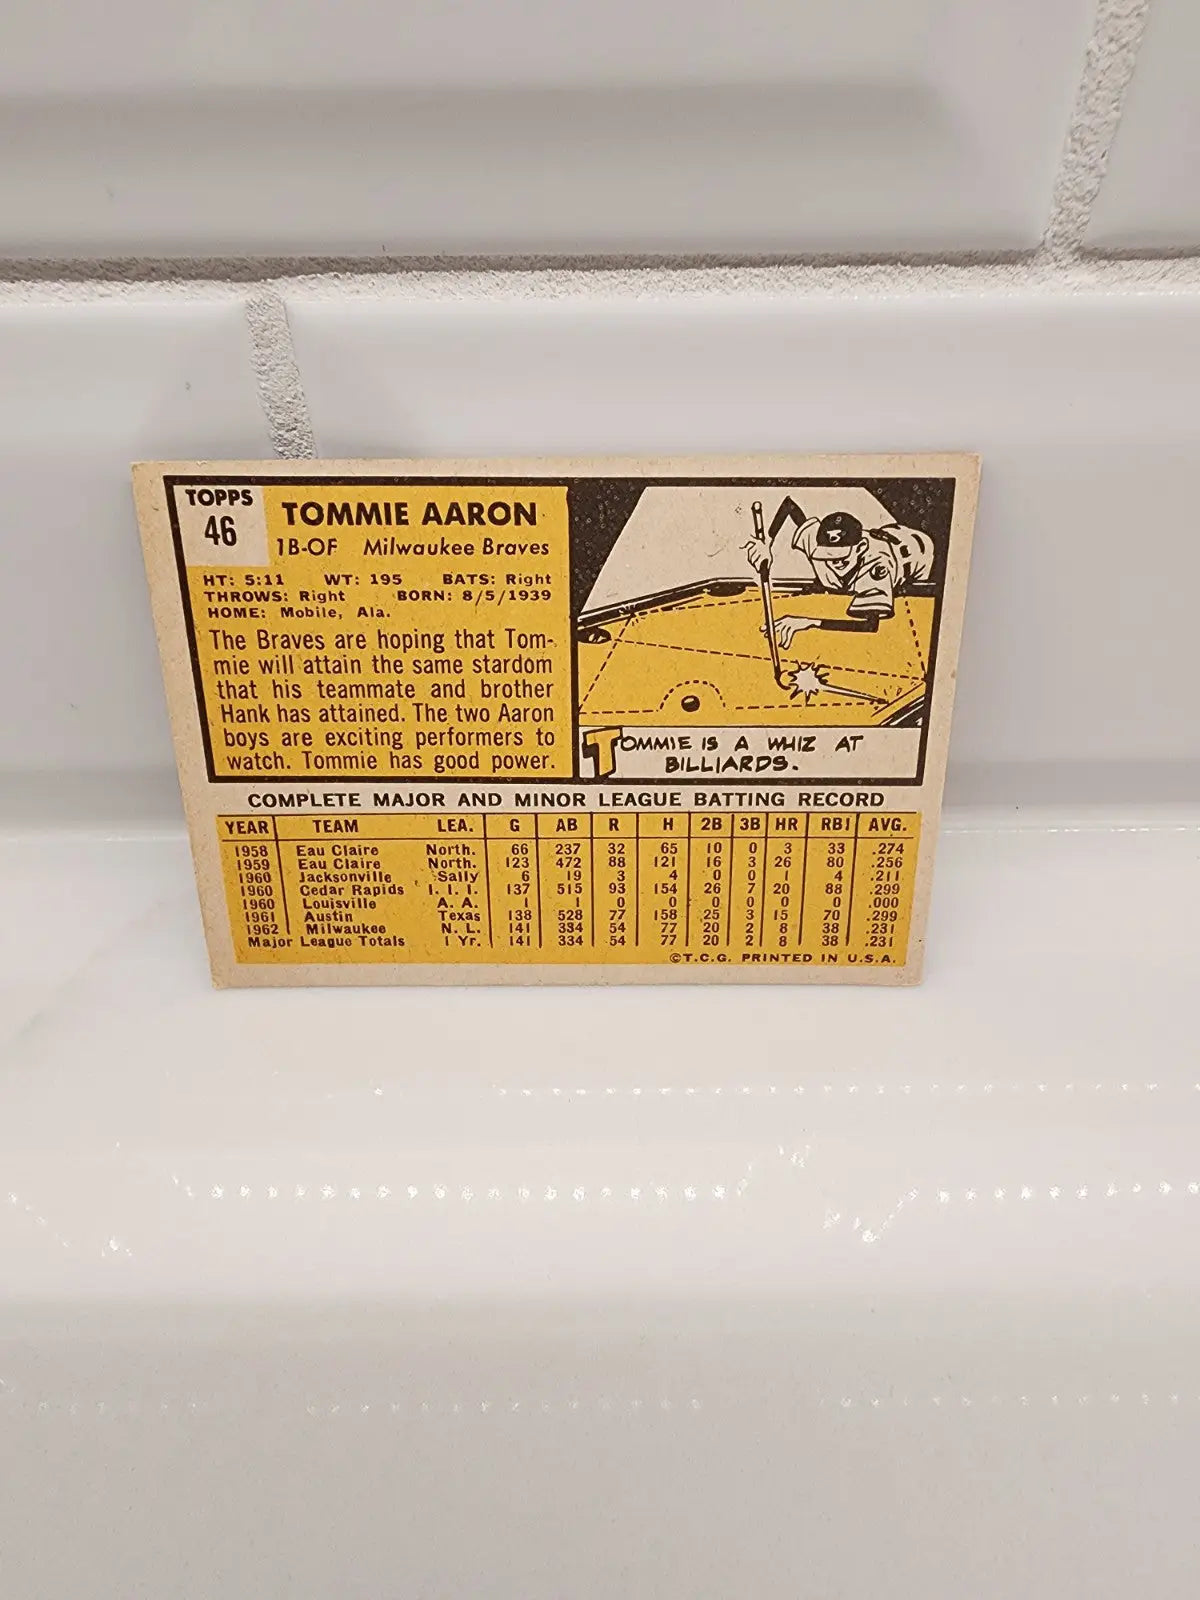 TOPPS
46
TOMMIE AARON
1B-OF Milwaukee Braves
HT: 5:11 WT: 195 BATS: Right
THROWS: Right BORN: 8/5/1939
HOME: Mobile, Ala.
The Braves are hoping that Tom-
mie will attain the same stardom
that his teammate and brother
Hank has attained. The two Aaron
boys are exciting performers to
watch. Tommie has good power.
TOMMIE IS A WHIZ AT
BILLIARDS.
COMPLETE MAJOR AND MINOR LEAGUE BATTING RECORD
YEAR TEAM LEA. G AB R H 2B 3B HR RBI AVG.
1958 Eau Claire North. 66 237 32 65 10 0 3 33 .274
1959 Eau Claire North. 123 472 88 121 16 3 26 80 .256
1960 Jacksonville Sally 6 19 3 4 0 0 1 4 .211
1960 Cedar Rapids I. I. I. 137 515 93 154 26 7 20 88 .299
1960 Louisville A. A. 1 1 0 0 0 0 0 0 .000
1961 Austin Texas 138 528 77 158 25 3 15 70 .299
1962 Milwaukee N. L. 141 334 54 77 20 2 8 38 .231
Major League Totals 1 Yr. 141 334 54 77 20 2 8 38 .231
©T.C.G. PRINTED IN U.S.A.